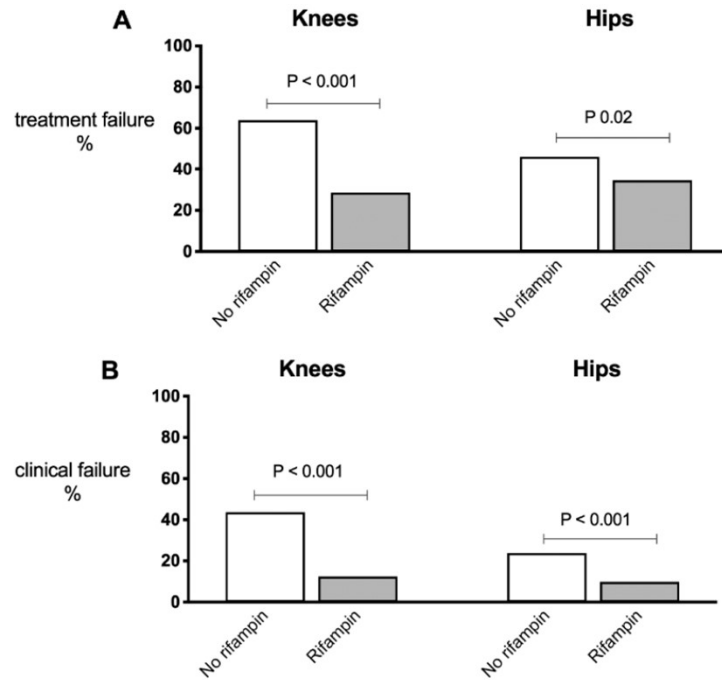 A
Knees
Hips
treatment failure
%
100
80
60
40
20
0
P < 0.001
P 0.02
No rifampin
Rifampin
No rifampin
Rifampin
B
Knees
Hips
clinical failure
%
100
80
60
40
20
0
P < 0.001
P < 0.001
No rifampin
Rifampin
No rifampin
Rifampin